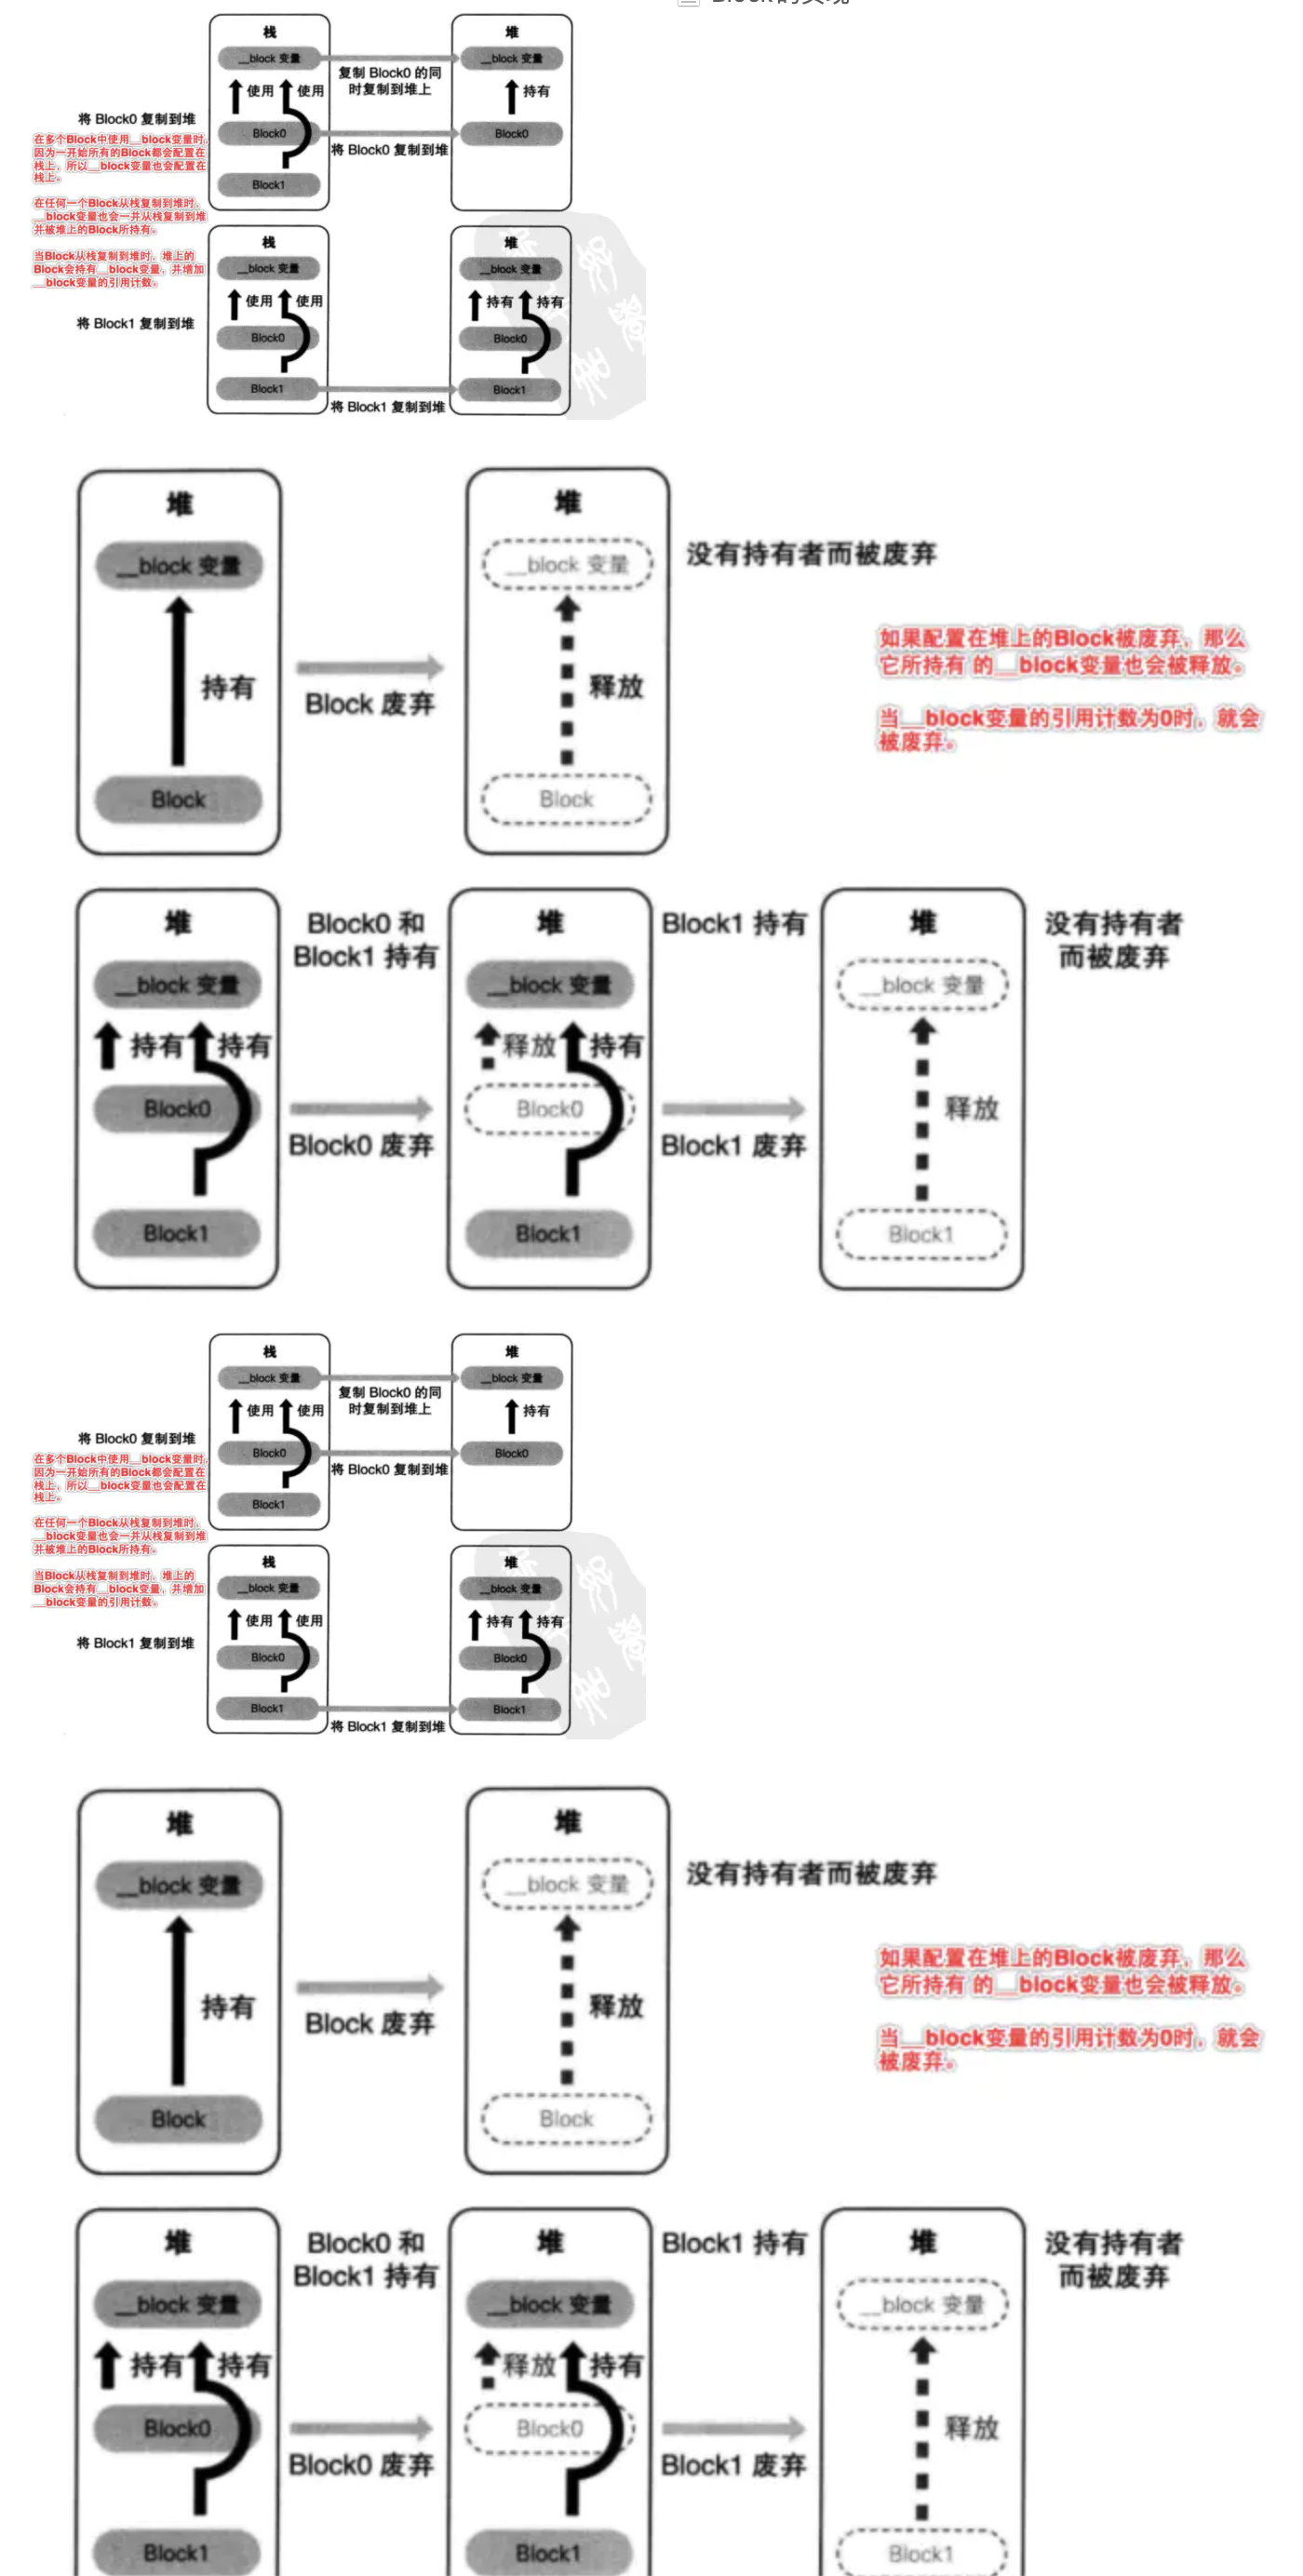 栈
堆
__block 变量
__block 变量
复制 Block0 的同
时复制到堆上
使用
使用
持有
将 Block0 复制到堆
Block0
Block0
将 Block0 复制到堆
在多个Block中使用__block变量时,
因为一开始所有的Block都会配置在
栈上，所以__block变量也会配置在
栈上。
Block1
在任何一个Block从栈复制到堆时，
__block变量也会一并从栈复制到堆
并被堆上的Block所持有。
当Block从栈复制到堆时，堆上的
Block会持有__block变量，并增加
__block变量的引用计数。
栈
堆
__block 变量
__block 变量
使用
使用
持有
持有
将 Block1 复制到堆
Block0
Block0
Block1
Block1
将 Block1 复制到堆
堆
堆
__block 变量
__block 变量
没有持有者而被废弃
如果配置在堆上的Block被废弃，那么
它所持有 的__block变量也会被释放。
持有
Block 废弃
释放
当__block变量的引用计数为0时，就会
被废弃。
Block
Block
堆
Block0 和
Block1 持有
堆
Block1 持有
堆
没有持有者
而被废弃
__block 变量
__block 变量
__block 变量
持有
持有
释放
持有
Block0
Block0
释放
Block0 废弃
Block1 废弃
Block1
Block1
Block1
栈
堆
__block 变量
__block 变量
复制 Block0 的同
时复制到堆上
使用
使用
持有
将 Block0 复制到堆
Block0
Block0
将 Block0 复制到堆
在多个Block中使用__block变量时,
因为一开始所有的Block都会配置在
栈上，所以__block变量也会配置在
栈上。
Block1
在任何一个Block从栈复制到堆时，
__block变量也会一并从栈复制到堆
并被堆上的Block所持有。
当Block从栈复制到堆时，堆上的
Block会持有__block变量，并增加
__block变量的引用计数。
栈
堆
__block 变量
__block 变量
使用
使用
持有
持有
将 Block1 复制到堆
Block0
Block0
Block1
Block1
将 Block1 复制到堆
堆
堆
__block 变量
__block 变量
没有持有者而被废弃
如果配置在堆上的Block被废弃，那么
它所持有 的__block变量也会被释放。
持有
Block 废弃
释放
当__block变量的引用计数为0时，就会
被废弃。
Block
Block
堆
Block0 和
Block1 持有
堆
Block1 持有
堆
没有持有者
而被废弃
__block 变量
__block 变量
__block 变量
持有
持有
释放
持有
Block0
Block0
释放
Block0 废弃
Block1 废弃
Block1
Block1
Block1